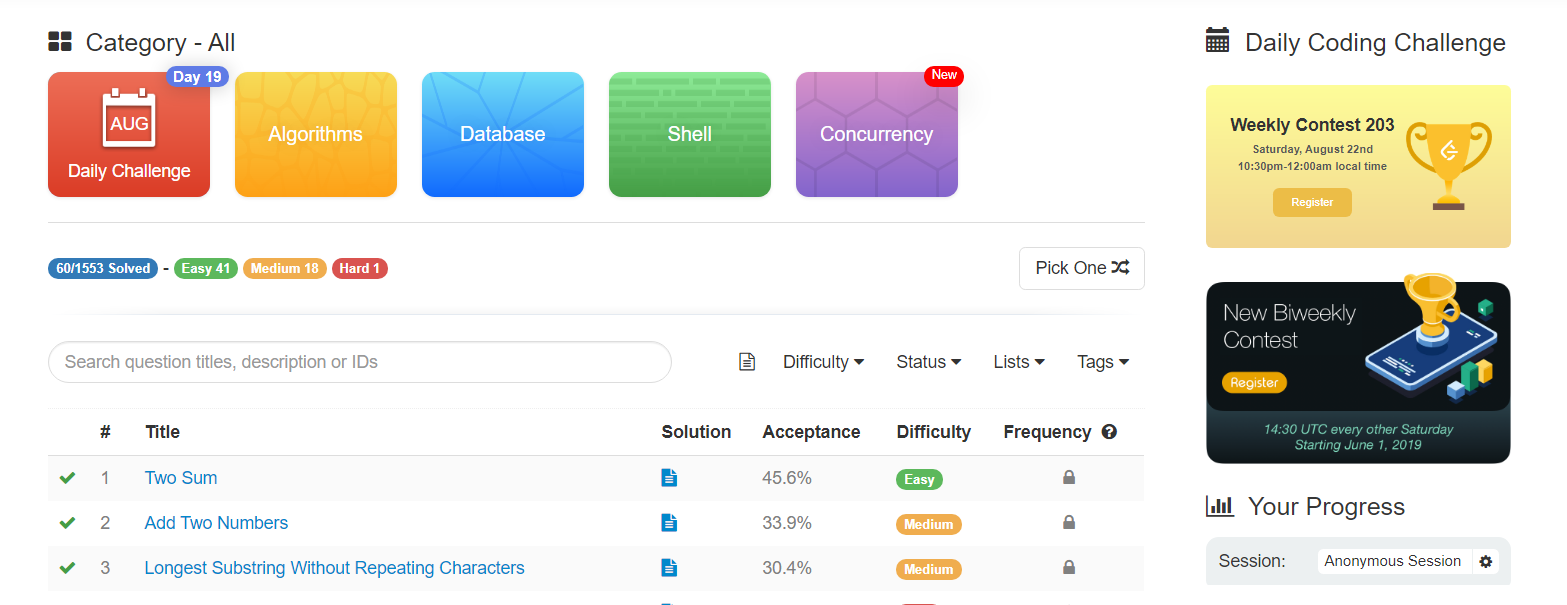 Category - All
Day 19
AUG
Daily Challenge
Algorithms
Database
Shell
New
Concurrency
60/1553 Solved - Easy 41 Medium 18 Hard 1
Pick One
Search question titles, description or IDs
Difficulty Status Lists Tags
# Title Solution Acceptance Difficulty Frequency ?
1 Two Sum 45.6% Easy
2 Add Two Numbers 33.9% Medium
3 Longest Substring Without Repeating Characters 30.4% Medium
Daily Coding Challenge
Weekly Contest 203
Saturday, August 22nd
10:30pm-12:00am local time
Register
New Biweekly
Contest
Register
14:30 UTC every other Saturday
Starting June 1, 2019
Your Progress
Session: Anonymous Session